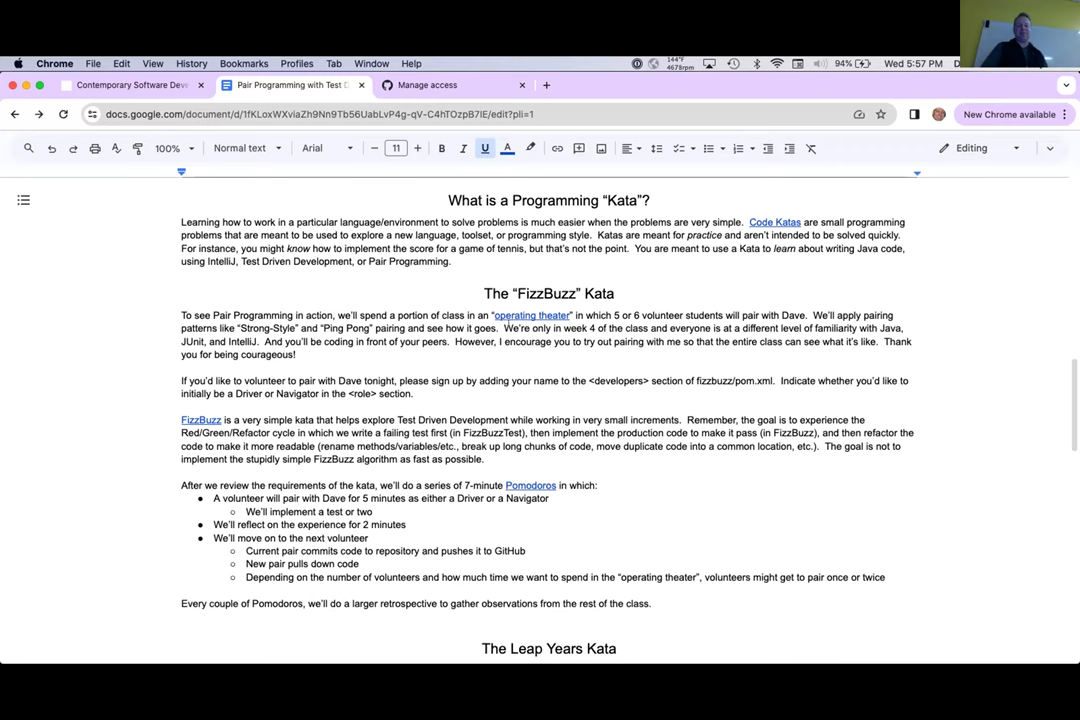 Chrome File Edit View History Bookmarks Profiles Tab Window Help 144°F 4678rpm 94% Wed 5:57 PM D
Contemporary Software Deve Pair Programming with Test D Manage access
docs.google.com/document/d/1fKLoxWXviaZh9Nn9Tb56UabLvP4g-qV-C4hTOzpB7IE/edit?pli=1 New Chrome available
100% Normal text Arial 11 B I U A Editing
What is a Programming “Kata”?
Learning how to work in a particular language/environment to solve problems is much easier when the problems are very simple. Code Katas are small programming
problems that are meant to be used to explore a new language, toolset, or programming style. Katas are meant for practice and aren’t intended to be solved quickly.
For instance, you might know how to implement the score for a game of tennis, but that’s not the point. You are meant to use a Kata to learn about writing Java code,
using IntelliJ, Test Driven Development, or Pair Programming.
The “FizzBuzz” Kata
To see Pair Programming in action, we’ll spend a portion of class in an “operating theater” in which 5 or 6 volunteer students will pair with Dave. We’ll apply pairing
patterns like “Strong-Style” and “Ping Pong” pairing and see how it goes. We’re only in week 4 of the class and everyone is at a different level of familiarity with Java,
JUnit, and IntelliJ. And you’ll be coding in front of your peers. However, I encourage you to try out pairing with me so that the entire class can see what it’s like. Thank
you for being courageous!
If you’d like to volunteer to pair with Dave tonight, please sign up by adding your name to the <developers> section of fizzbuzz/pom.xml. Indicate whether you’d like to
initially be a Driver or Navigator in the <role> section.
FizzBuzz is a very simple kata that helps explore Test Driven Development while working in very small increments. Remember, the goal is to experience the
Red/Green/Refactor cycle in which we write a failing test first (in FizzBuzzTest), then implement the production code to make it pass (in FizzBuzz), and then refactor the
code to make it more readable (rename methods/variables/etc., break up long chunks of code, move duplicate code into a common location, etc.). The goal is not to
implement the stupidly simple FizzBuzz algorithm as fast as possible.
After we review the requirements of the kata, we’ll do a series of 7-minute Pomodoros in which:
● A volunteer will pair with Dave for 5 minutes as either a Driver or a Navigator
○ We’ll implement a test or two
● We’ll reflect on the experience for 2 minutes
● We’ll move on to the next volunteer
○ Current pair commits code to repository and pushes it to GitHub
○ New pair pulls down code
○ Depending on the number of volunteers and how much time we want to spend in the “operating theater”, volunteers might get to pair once or twice
Every couple of Pomodoros, we’ll do a larger retrospective to gather observations from the rest of the class.
The Leap Years Kata